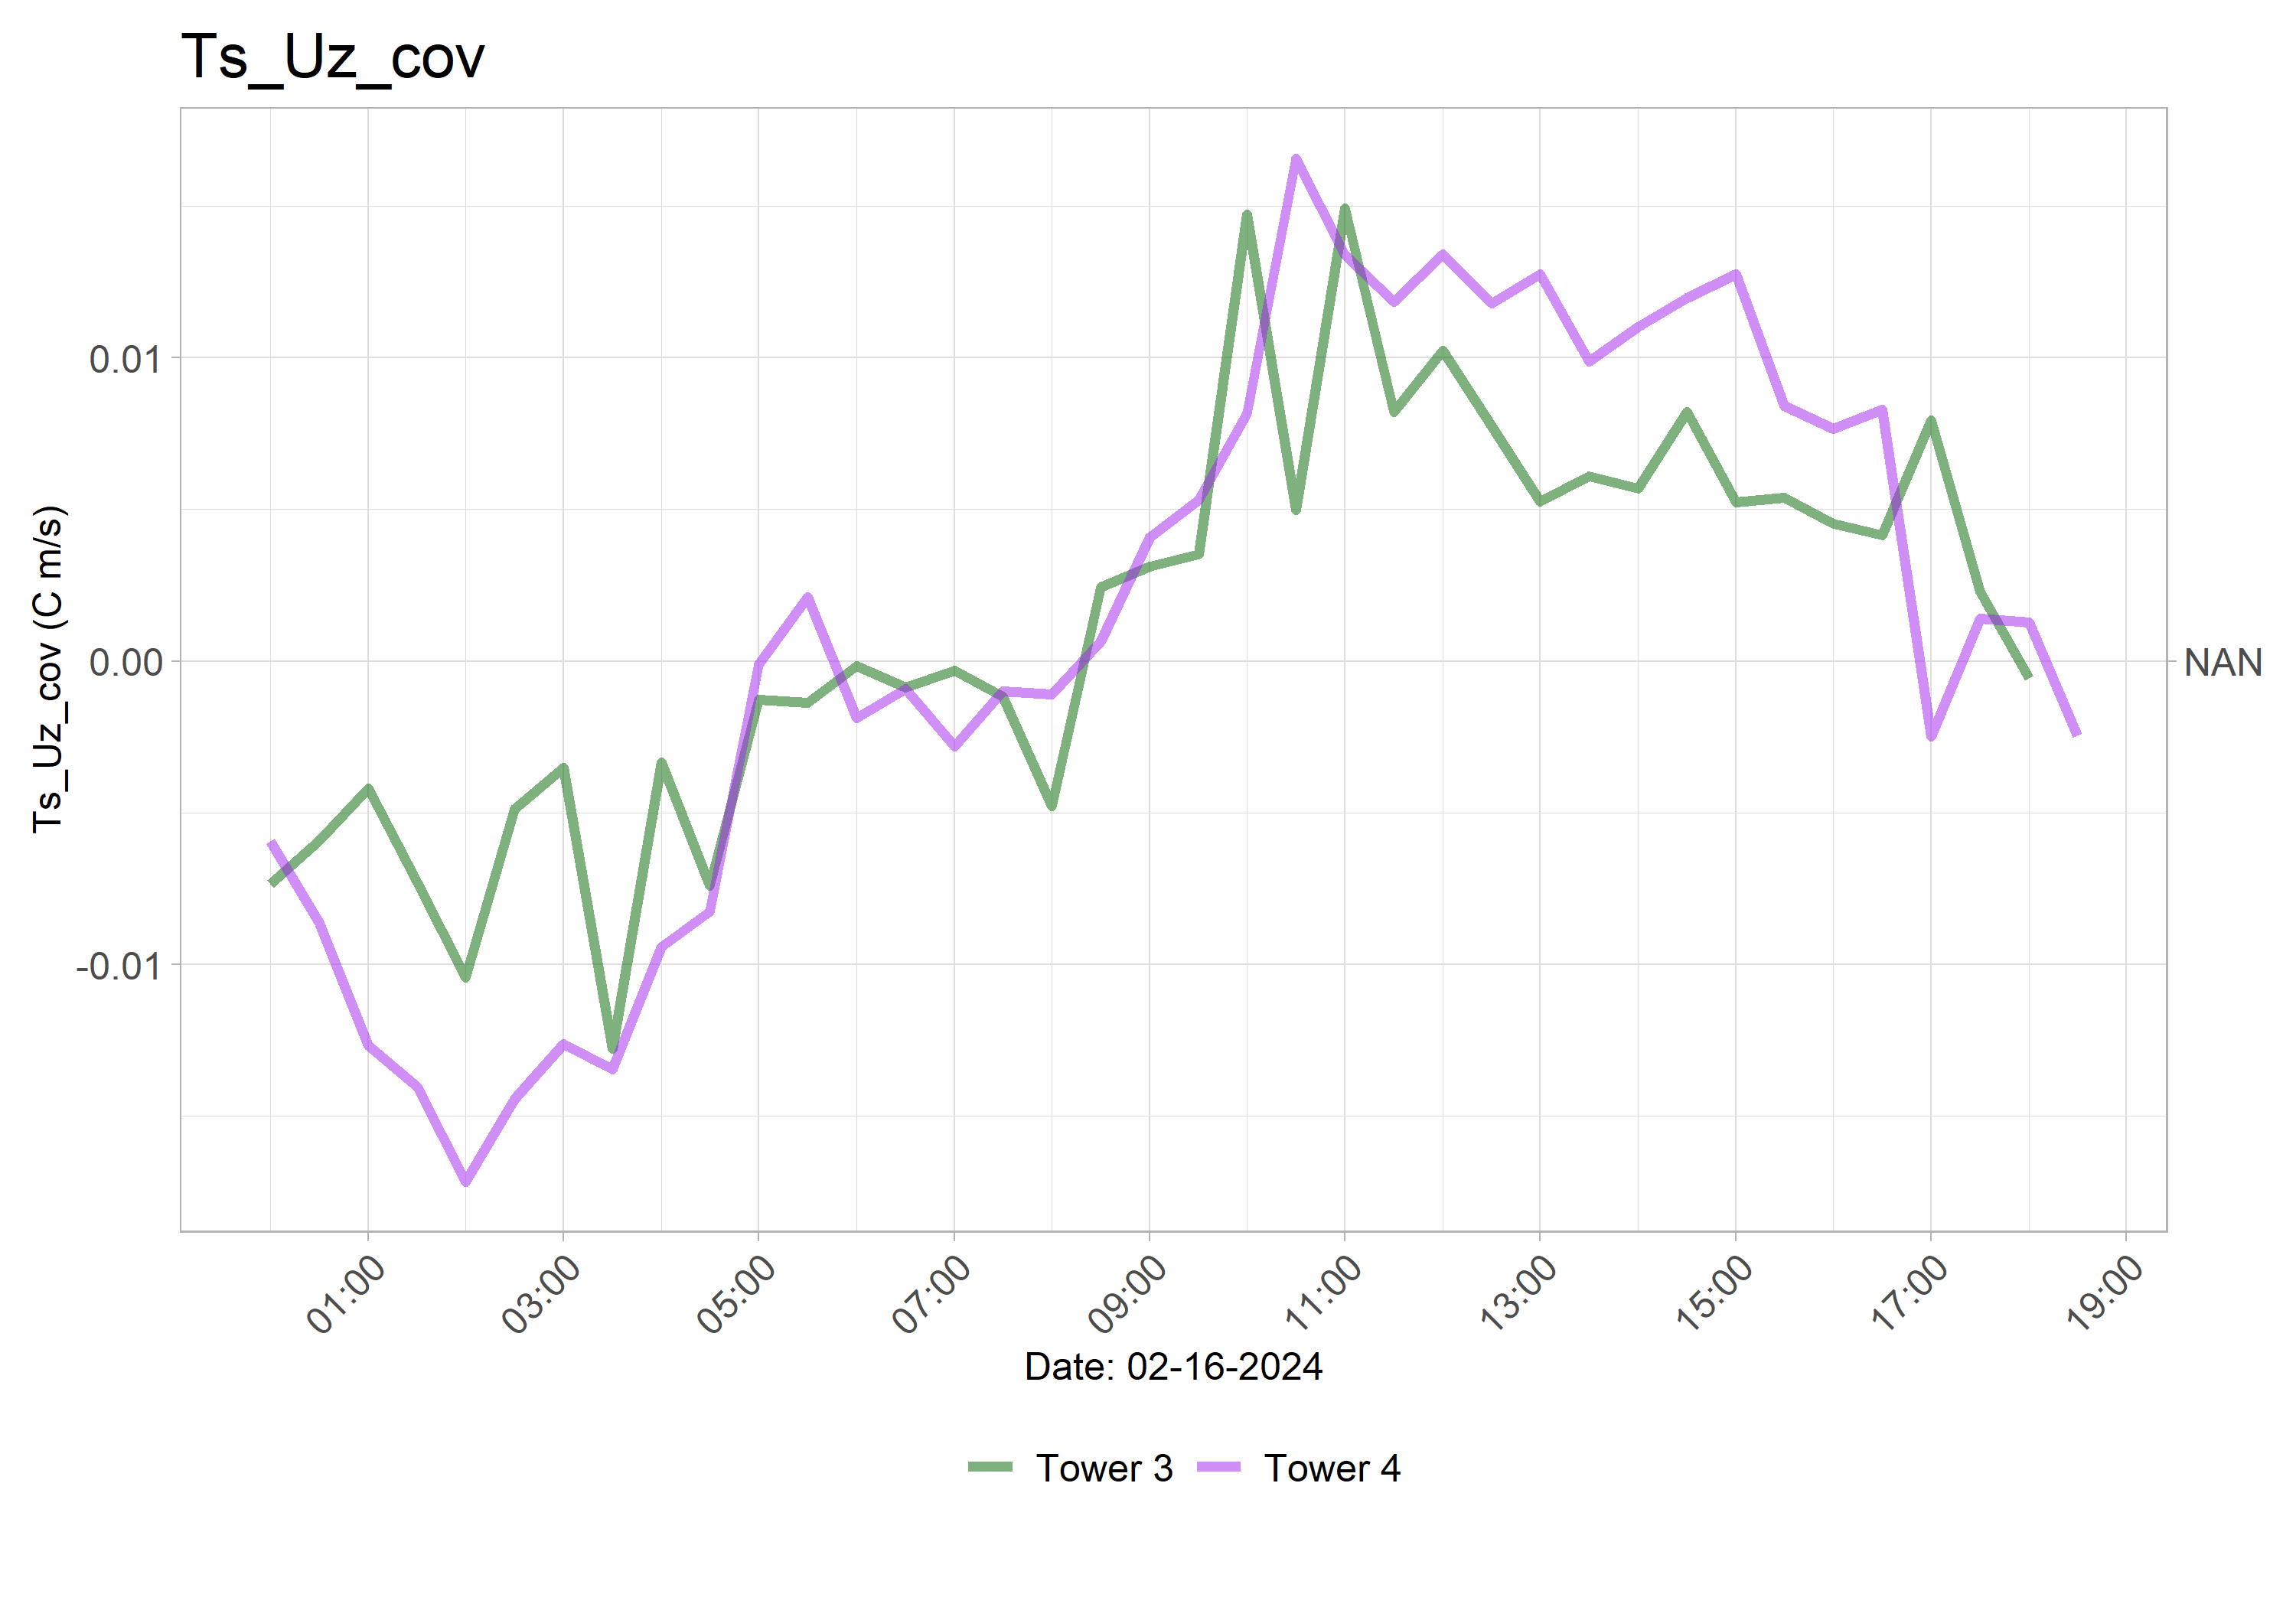 Ts_Uz_cov
Ts_Uz_cov (C m/s)
0.01
0.00
-0.01
NAN
01:00 03:00 05:00 07:00 09:00 11:00 13:00 15:00 17:00 19:00
Date: 02-16-2024
Tower 3 Tower 4